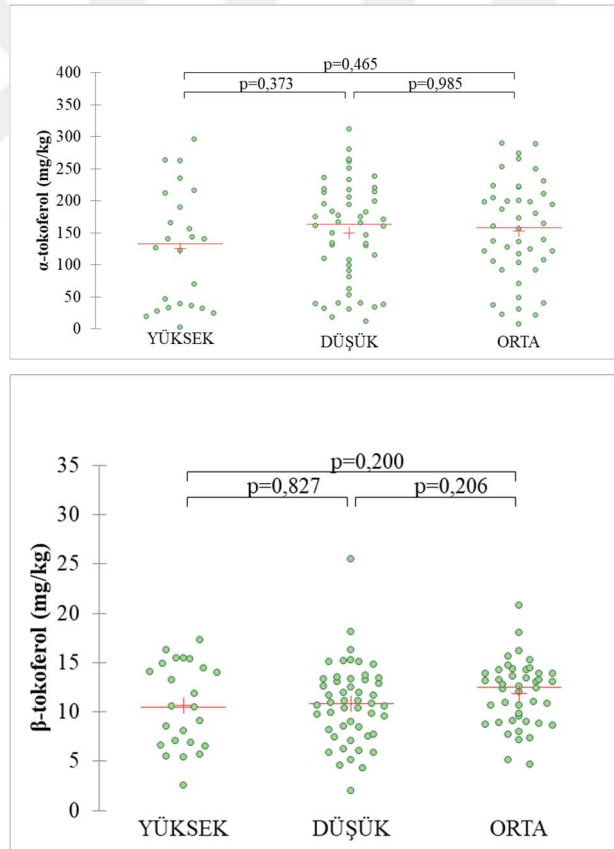 p=0,465
p=0,373 p=0,985
400
350
300
250
200
150
100
50
0
α-tokoferol (mg/kg)
YÜKSEK DÜŞÜK ORTA
p=0,200
p=0,827 p=0,206
35
30
25
20
15
10
5
0
β-tokoferol (mg/kg)
YÜKSEK DÜŞÜK ORTA